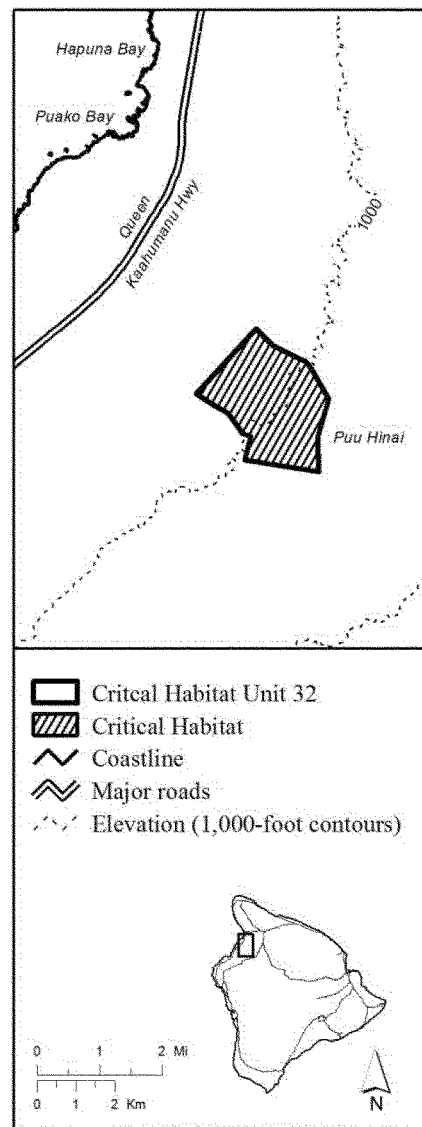 Hapuna Bay
Puako Bay
Queen
Kaahumanu Hwy
1000
Puu Hinai
Critcal Habitat Unit 32
Critical Habitat
Coastline
Major roads
Elevation (1,000-foot contours)
0 1 2 Mi
0 1 2 Km
N